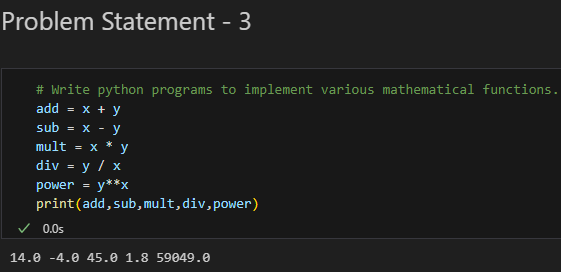 Problem Statement - 3
# Write python programs to implement various mathematical functions.
add = x + y
sub = x - y
mult = x * y
div = y / x
power = y**x
print(add,sub,mult,div,power)
0.0s
14.0 -4.0 45.0 1.8 59049.0